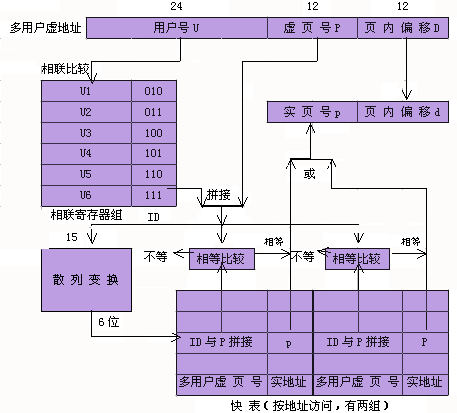 24 12 12
多用户虚地址 用户号U 虚页号P 页内偏移D
相联比较
U1 010
U2 011
实页号p 页内偏移d
U3 100
U4 101
U5 110
或
U6 111
拼接
相联寄存器组 ID
15
相等 相等
不等 相等比较 不等 相等比较
散列变换
6位
ID与P拼接 p ID与P拼接 P
多用户虚页号 实地址 多用户虚页号 实地址
快表(按地址访问,有两组)